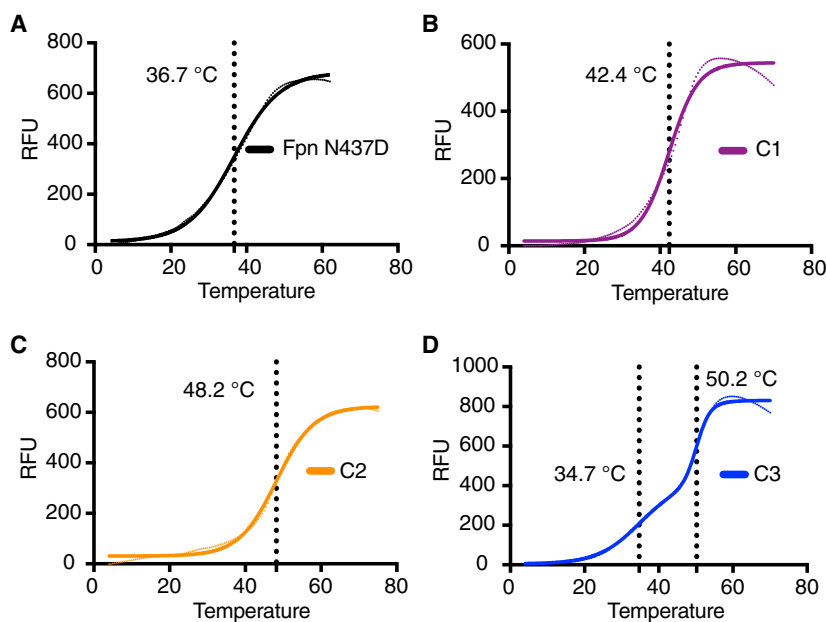 A
800
600
400
200
0
RFU
36.7 °C
Fpn N437D
0
20
40
60
80
Temperature
B
600
400
200
0
RFU
42.4 °C
C1
0
20
40
60
80
Temperature
C
800
600
400
200
0
RFU
48.2 °C
C2
0
20
40
60
80
Temperature
D
1000
800
600
400
200
0
RFU
50.2 °C
34.7 °C
C3
0
20
40
60
80
Temperature